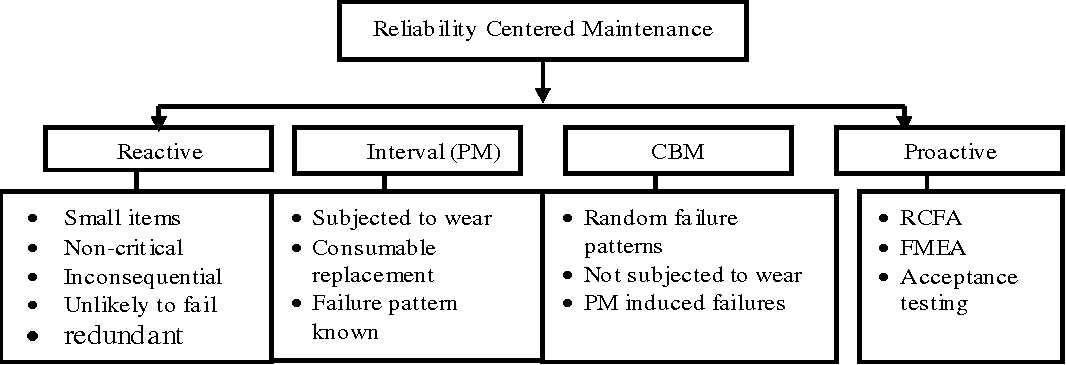 Reliability Centered Maintenance
Reactive
Interval (PM)
CBM
Proactive
• Small items
• Non-critical
• Inconsequential
• Unlikely to fail
• redundant
• Subjected to wear
• Consumable
replacement
• Failure pattern
known
• Random failure
patterns
• Not subjected to wear
• PM induced failures
• RCFA
• FMEA
• Acceptance
testing